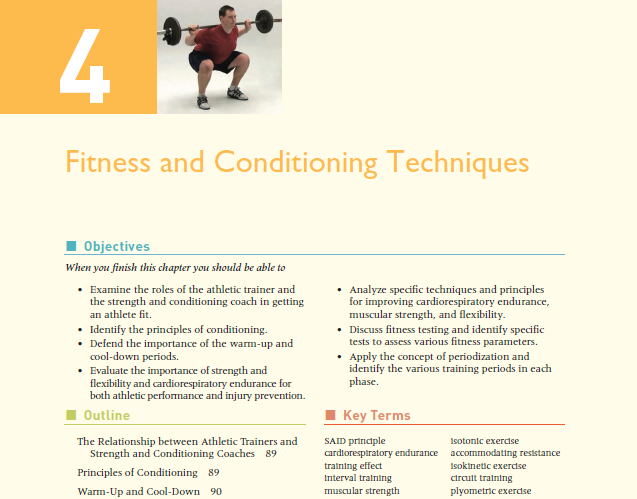 4
Fitness and Conditioning Techniques
Objectives
When you finish this chapter you should be able to
• Examine the roles of the athletic trainer and
the strength and conditioning coach in getting
an athlete fit.
• Identify the principles of conditioning.
• Defend the importance of the warm-up and
cool-down periods.
• Evaluate the importance of strength and
flexibility and cardiorespiratory endurance for
both athletic performance and injury prevention.
• Analyze specific techniques and principles
for improving cardiorespiratory endurance,
muscular strength, and flexibility.
• Discuss fitness testing and identify specific
tests to assess various fitness parameters.
• Apply the concept of periodization and
identify the various training periods in each
phase.
Outline
The Relationship between Athletic Trainers and
Strength and Conditioning Coaches 89
Principles of Conditioning 89
Warm-Up and Cool-Down 90
Key Terms
SAID principle
cardiorespiratory endurance
training effect
interval training
muscular strength
isotonic exercise
accommodating resistance
isokinetic exercise
circuit training
plyometric exercise